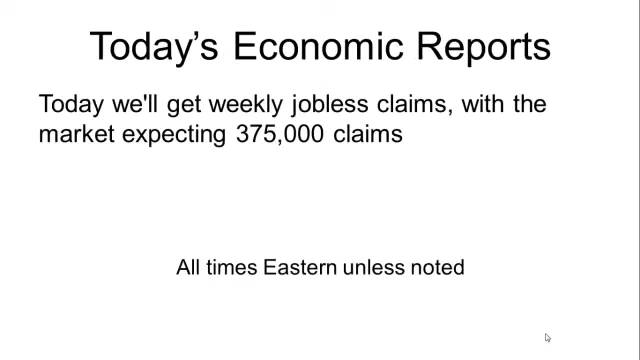 Today’s Economic Reports
Today we'll get weekly jobless claims, with the
market expecting 375,000 claims
All times Eastern unless noted